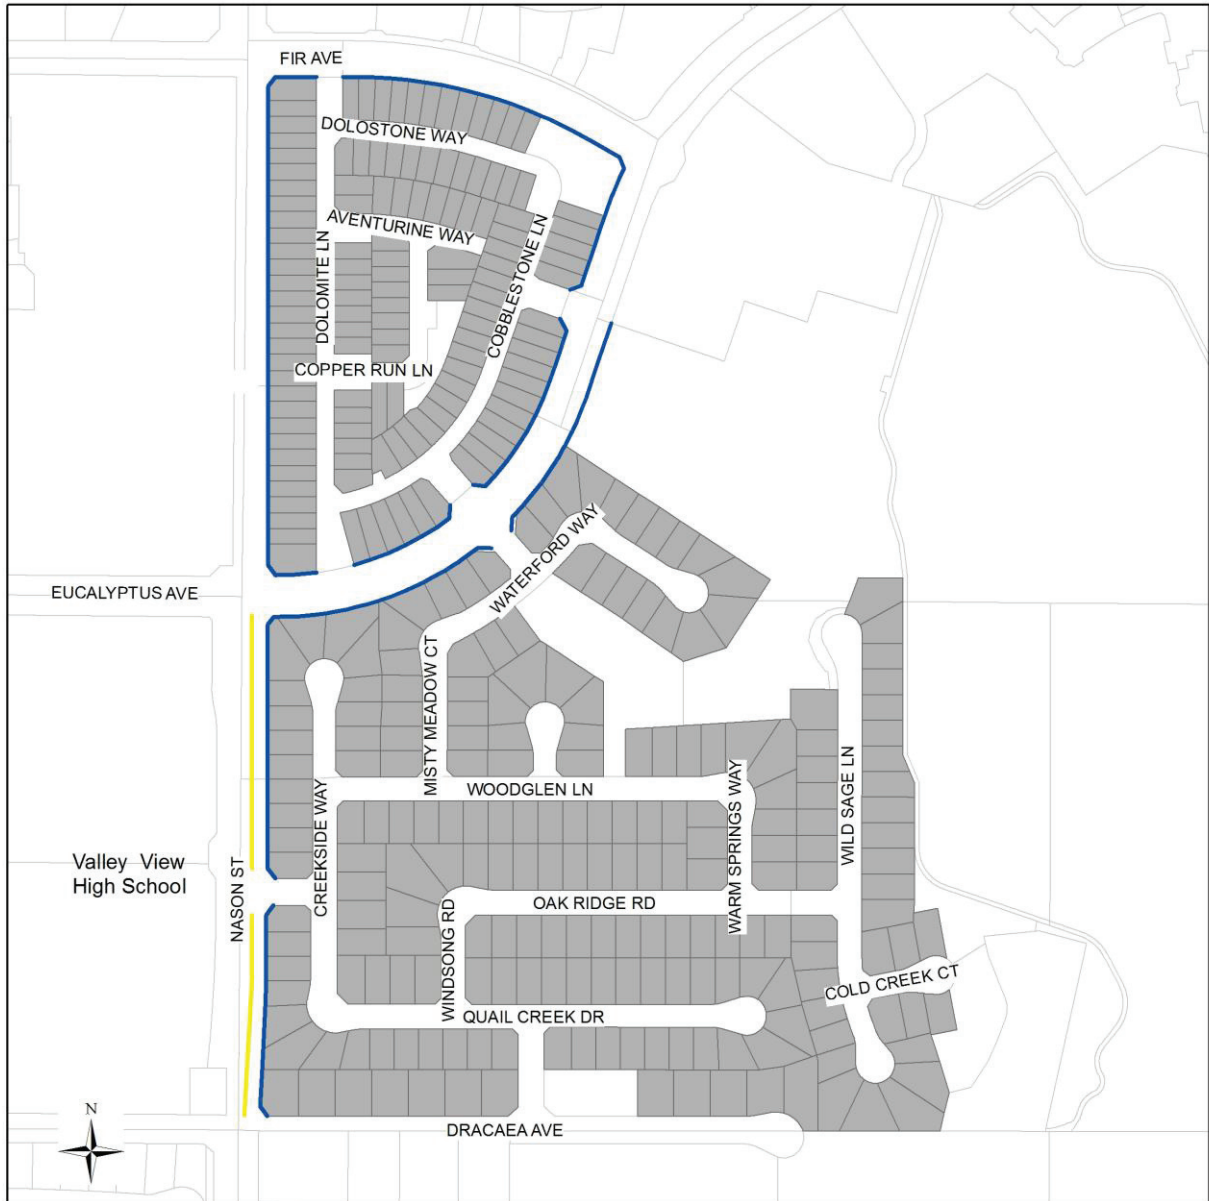 FIR AVE
DOLOSTONE WAY
AVENTURINE WAY
DOLOMITE LN
COBBLESTONE LN
COPPER RUN LN
WATERFORD WAY
EUCALYPTUS AVE
MISTY MEADOW CT
WOODGLEN LN
CREEKSIDE WAY
WARM SPRINGS WAY
WILD SAGE LN
Valley View
High School
NASON ST
OAK RIDGE RD
WINDSONG RD
COLD CREEK CT
QUAIL CREEK DR
DRACAEA AVE
N